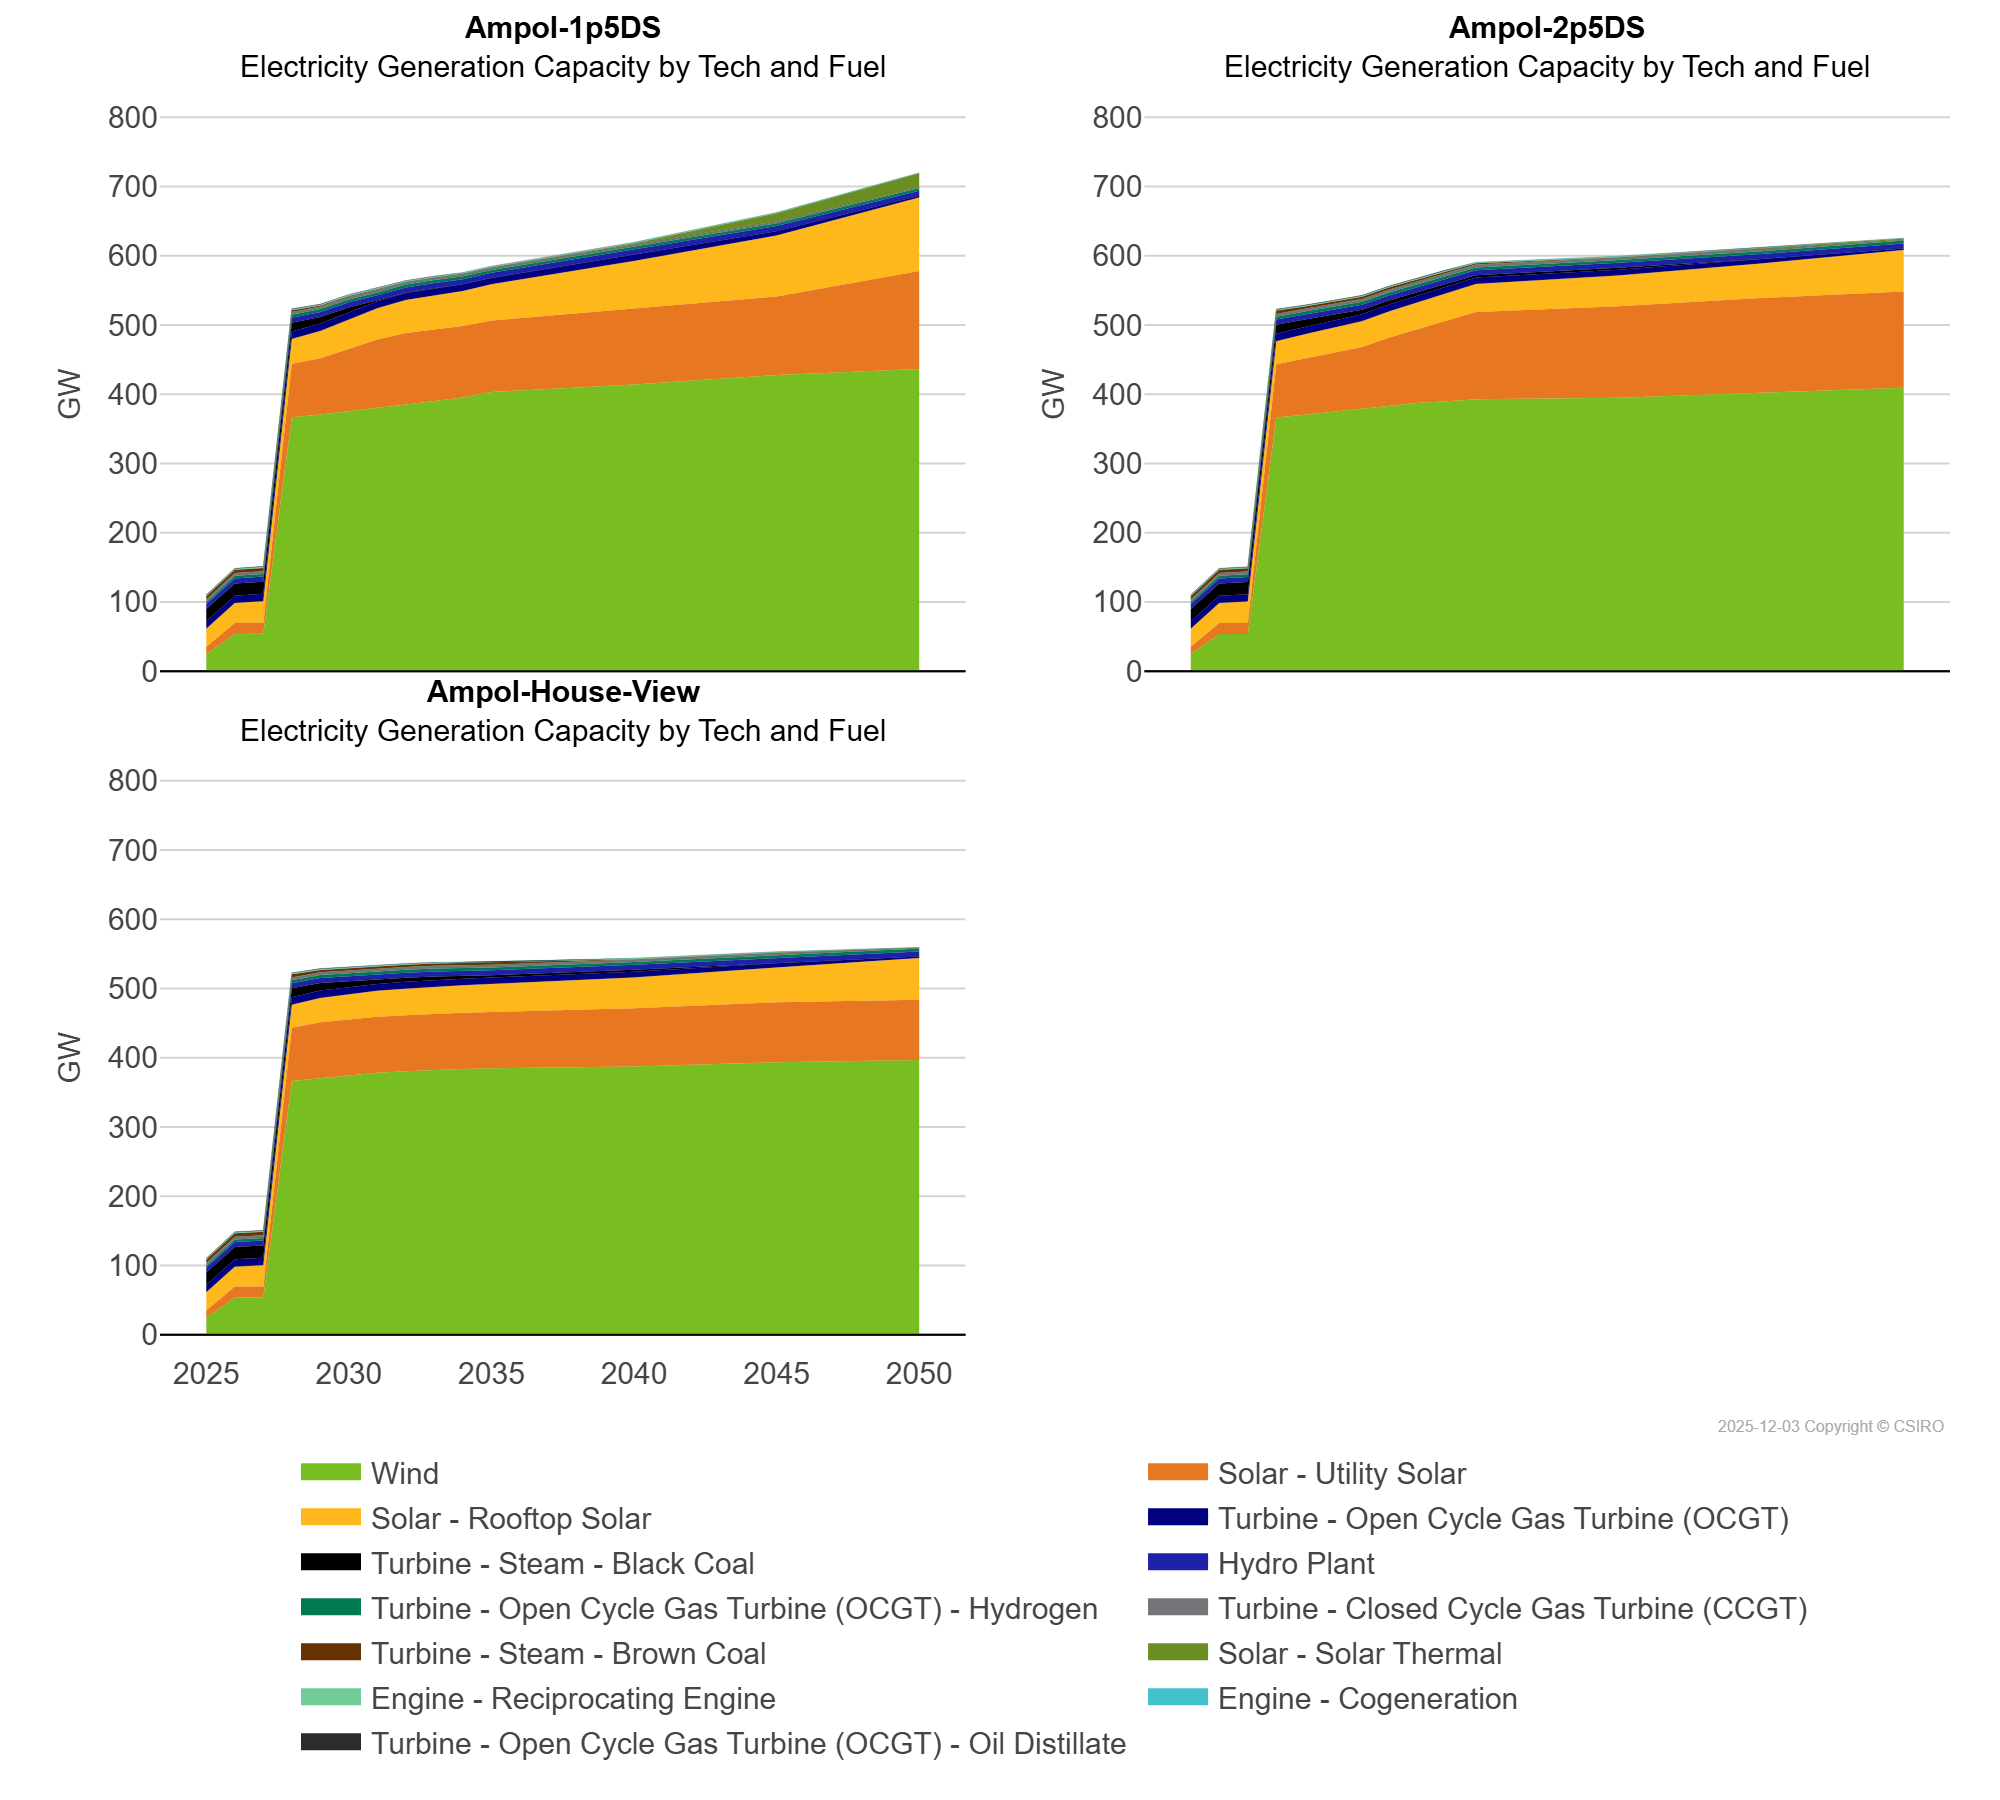 Ampol-1p5DS
Electricity Generation Capacity by Tech and Fuel
800
700
600
500
400
300
200
100
0
GW
Ampol-2p5DS
Electricity Generation Capacity by Tech and Fuel
800
700
600
500
400
300
200
100
0
GW
Ampol-House-View
Electricity Generation Capacity by Tech and Fuel
800
700
600
500
400
300
200
100
0
GW
2025 2030 2035 2040 2045 2050
2025-12-03 Copyright © CSIRO
Wind
Solar - Utility Solar
Solar - Rooftop Solar
Turbine - Open Cycle Gas Turbine (OCGT)
Turbine - Steam - Black Coal
Hydro Plant
Turbine - Open Cycle Gas Turbine (OCGT) - Hydrogen
Turbine - Closed Cycle Gas Turbine (CCGT)
Turbine - Steam - Brown Coal
Solar - Solar Thermal
Engine - Reciprocating Engine
Engine - Cogeneration
Turbine - Open Cycle Gas Turbine (OCGT) - Oil Distillate